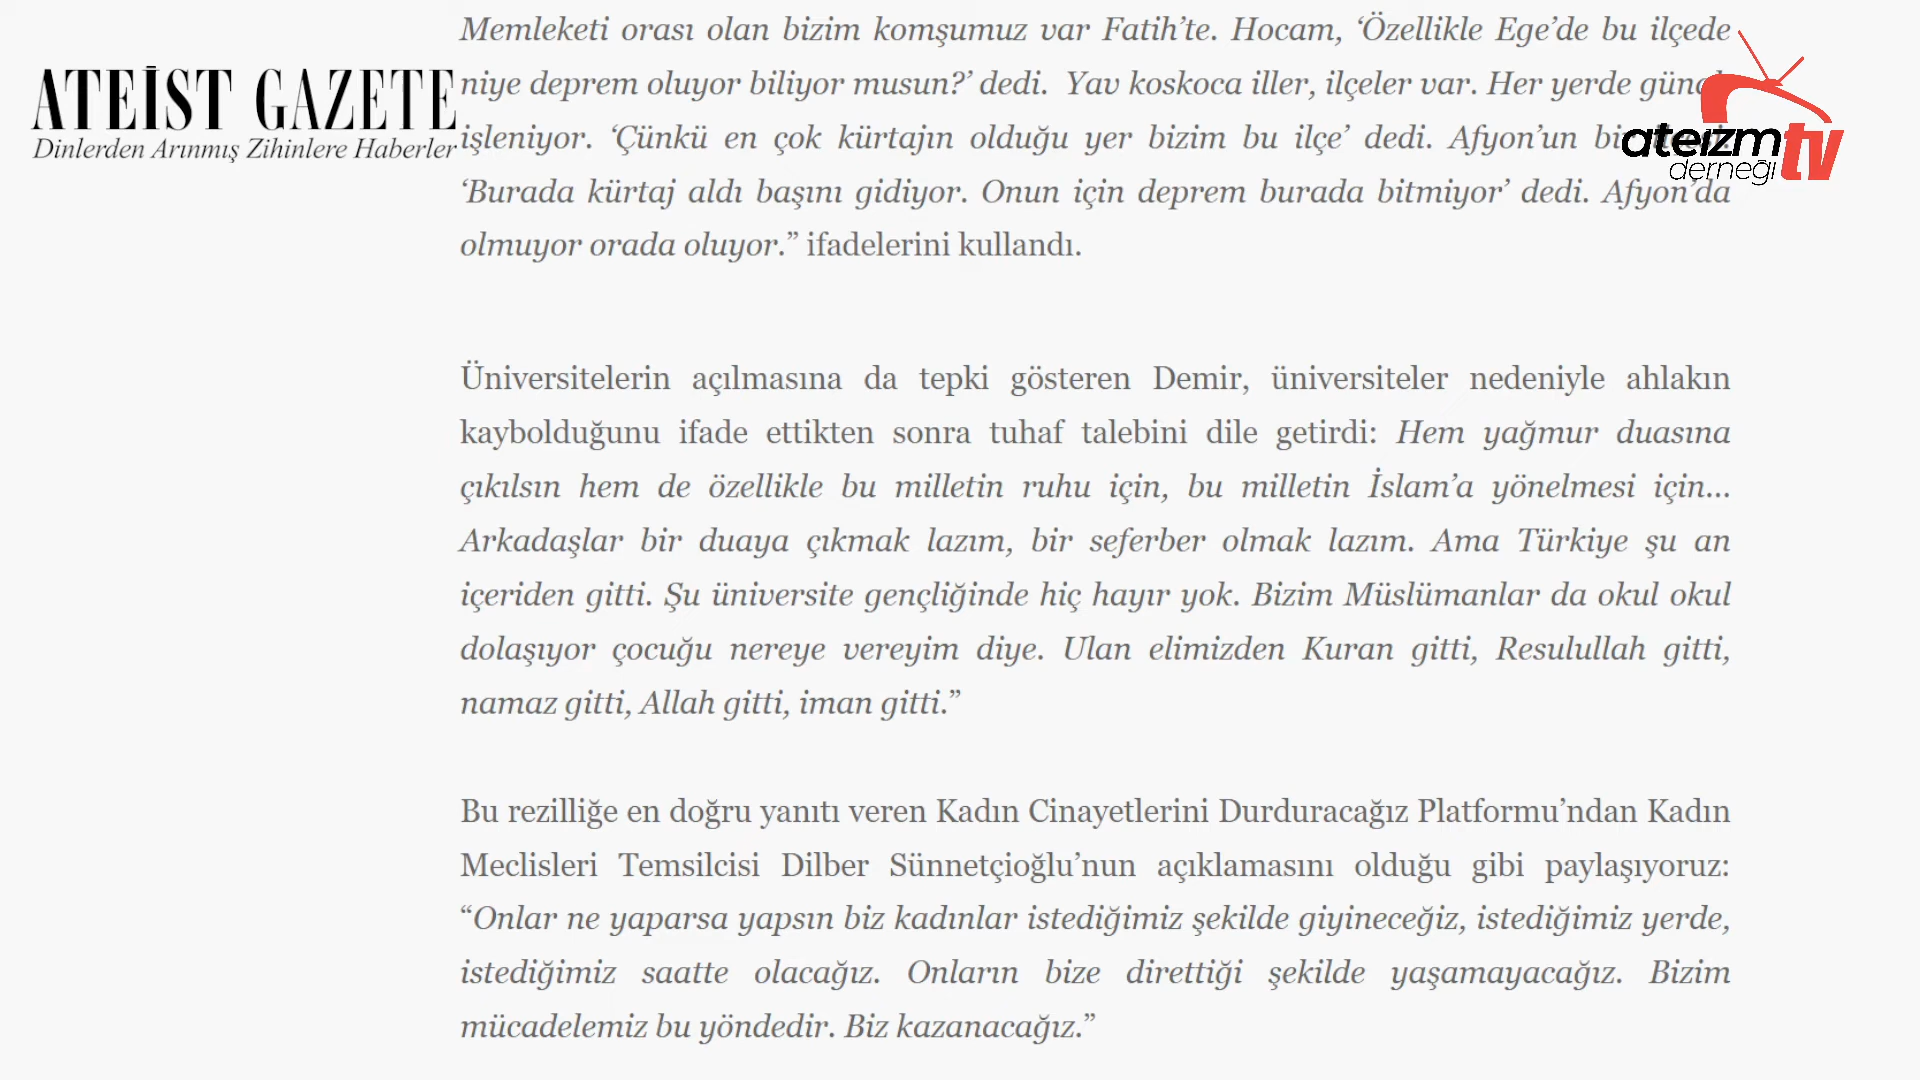 Memleketi orası olan bizim komşumuz var Fatih’te. Hocam, ‘Özellikle Ege’de bu ilçede
ATEİST GAZETE
Dinlerden Arınmış Zihinlere Haberler
niye deprem oluyor biliyor musun?’ dedi. Yav koskoca iller, ilçeler var. Her yerde
işleniyor. ‘Çünkü en çok kürtajın olduğu yer bizim bu ilçe’ dedi. Afyon’un
ateizm tv
derneği
‘Burada kürtaj aldı başını gidiyor. Onun için deprem burada bitmiyor’ dedi. Afyon’da
olmuyor orada oluyor.” ifadelerini kullandı.
Üniversitelerin açılmasına da tepki gösteren Demir, üniversiteler nedeniyle ahlakın
kaybolduğunu ifade ettikten sonra tuhaf talebini dile getirdi: Hem yağmur duasına
çıkılsın hem de özellikle bu milletin ruhu için, bu milletin İslam’a yönelmesi için…
Arkadaşlar bir duaya çıkmak lazım, bir seferber olmak lazım. Ama Türkiye şu an
içeriden gitti. Şu üniversite gençliğinde hiç hayır yok. Bizim Müslümanlar da okul okul
dolaşıyor çocuğu nereye vereyim diye. Ulan elimizden Kuran gitti, Resulullah gitti,
namaz gitti, Allah gitti, iman gitti.”
Bu rezilliğe en doğru yanıtı veren Kadın Cinayetlerini Durduracağız Platformu’ndan Kadın
Meclisleri Temsilcisi Dilber Sünnetçioğlu’nun açıklamasını olduğu gibi paylaşıyoruz:
“Onlar ne yaparsa yapsın biz kadınlar istediğimiz şekilde giyineceğiz, istediğimiz yerde,
istediğimiz saatte olacağız. Onların bize direttiği şekilde yaşamayacağız. Bizim
mücadelemiz bu yöndedir. Biz kazanacağız.”